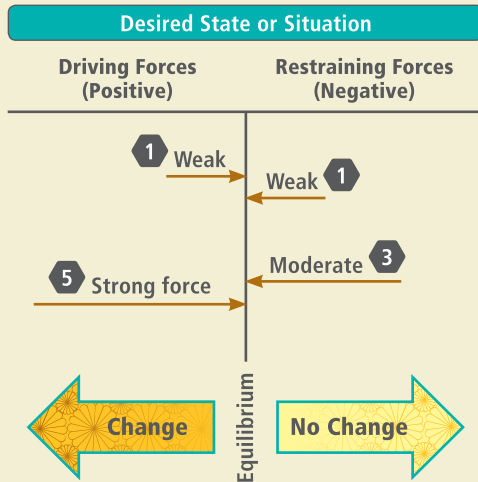 Desired State or Situation
Driving Forces
(Positive)
Restraining Forces
(Negative)
1 Weak
Weak 1
Moderate 3
5 Strong force
Change
Equilibrium
No Change